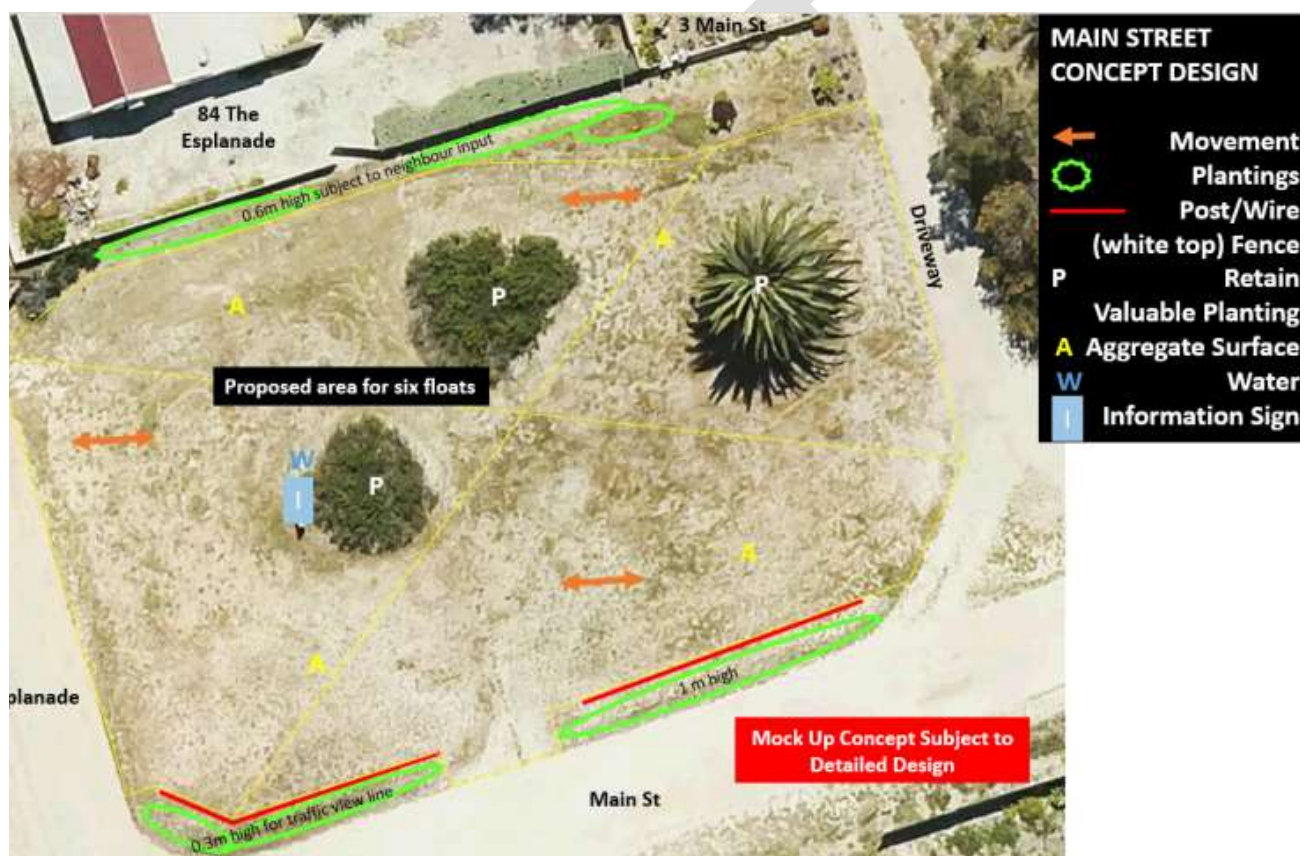 3 Main St
84 The
Esplanade
0.6m high subject to neighbour input
A
Driveway
P
P
A
Proposed area for six floats
W
I
P
A
A
1 m high
planade
0.3m high for traffic view line
Main St
Mock Up Concept Subject to
Detailed Design
MAIN STREET
CONCEPT DESIGN
Movement
Plantings
Post/Wire
(white top) Fence
P Retain
Valuable Planting
A Aggregate Surface
W Water
I Information Sign